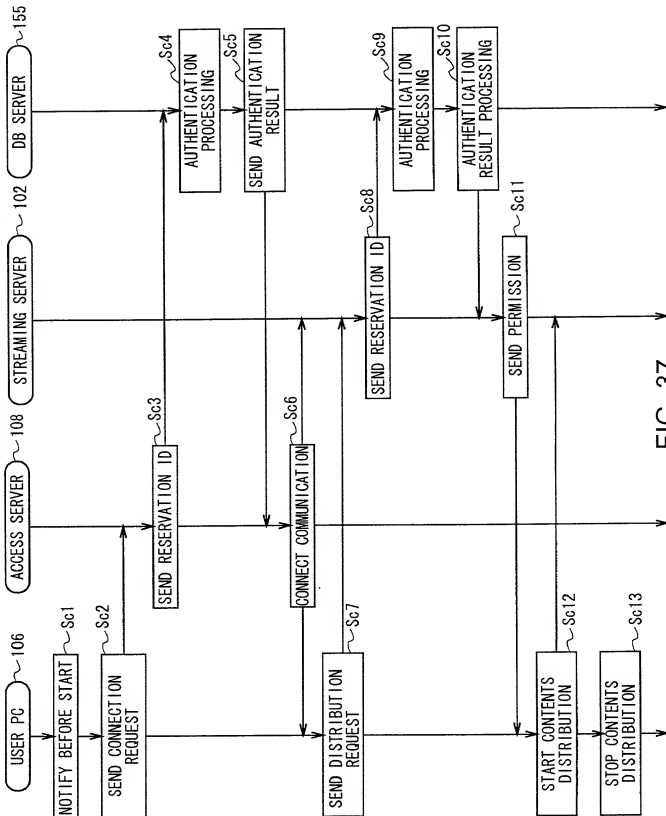 USER PC
106
ACCESS SERVER
108
STREAMING SERVER
102
DB SERVER
155
NOTIFY BEFORE START
Sc1
SEND CONNECTION
REQUEST
Sc2
SEND RESERVATION ID
Sc3
AUTHENTICATION
PROCESSING
Sc4
SEND AUTHENTICATION
RESULT
Sc5
CONNECT COMMUNICATION
Sc6
SEND DISTRIBUTION
REQUEST
Sc7
SEND RESERVATION ID
Sc8
AUTHENTICATION
PROCESSING
Sc9
AUTHENTICATION
RESULT PROCESSING
Sc10
SEND PERMISSION
Sc11
START CONTENTS
DISTRIBUTION
Sc12
STOP CONTENTS
DISTRIBUTION
Sc13
FIG. 37